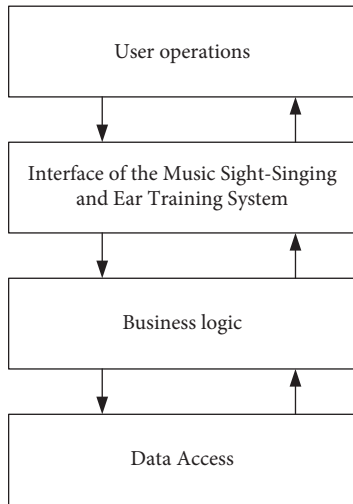 User operations
Interface of the Music Sight-Singing
and Ear Training System
Business logic
Data Access